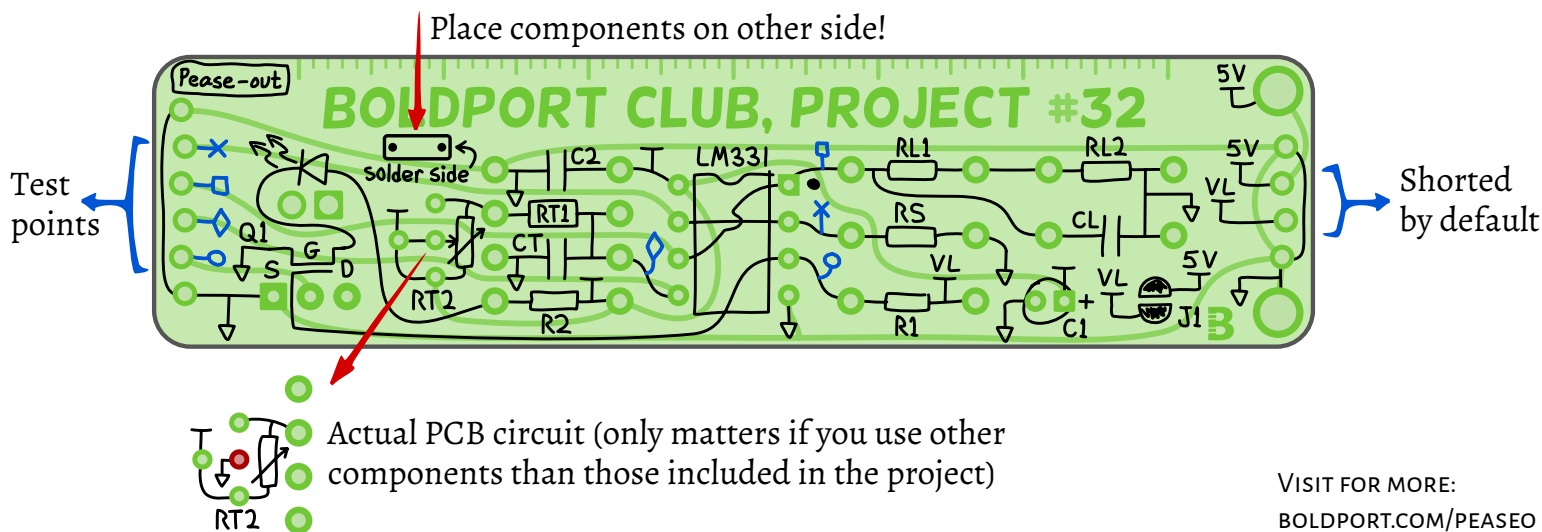 Place components on other side!
Pease-out
5V
BOLDPORT CLUB, PROJECT #32
solder side
C2
LM331
RL1
RL2
5V
Test
points
VL
Shorted
by default
RT1
RS
CL
Q1
G
CT
S
D
VL
VL
5V
RT2
R2
R1
+
C1
J1
B
Actual PCB circuit (only matters if you use other
components than those included in the project)
RT2
VISIT FOR MORE:
BOLDPORT.COM/PEASEO